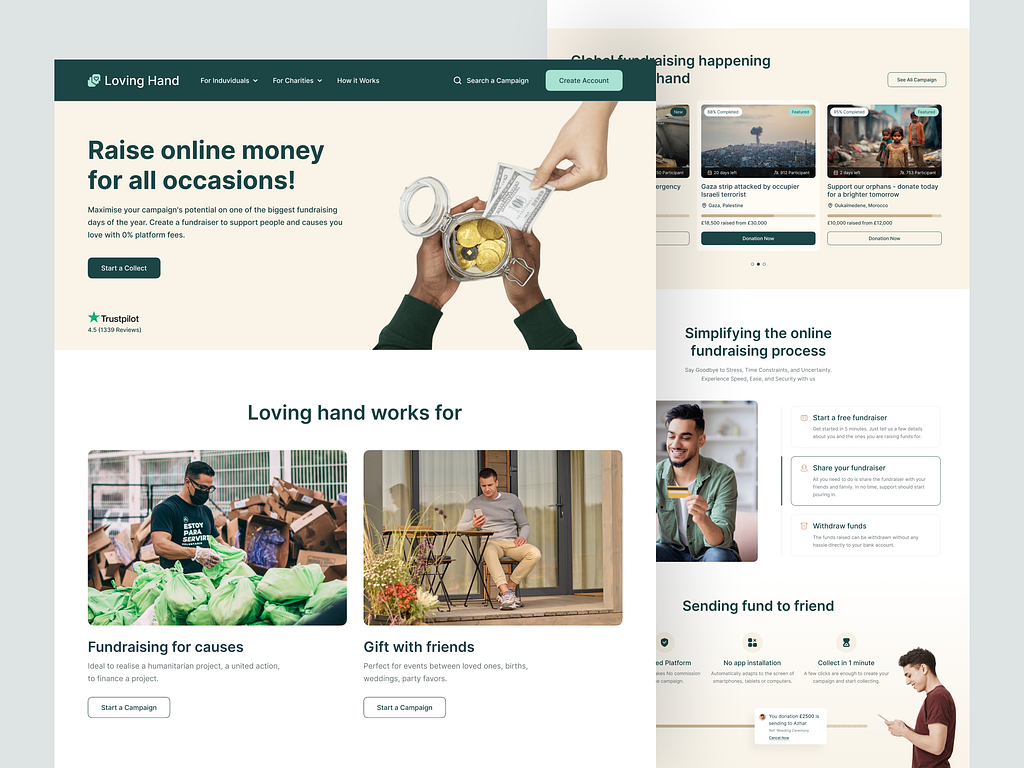 Loving Hand
For Induviduals
For Charities
How it Works
Search a Campaign
Create Account
Raise online money
for all occasions!
Maximise your campaign's potential on one of the biggest fundraising
days of the year. Create a fundraiser to support people and causes you
love with 0% platform fees.
Start a Collect
Trustpilot
4.5 (1339 Reviews)
Loving hand works for
ESTOY
PARA
SERVIRE
Fundraising for causes
Ideal to realise a humanitarian project, a united action,
to finance a project.
Start a Campaign
Gift with friends
Perfect for events between loved ones, births,
weddings, party favors.
Start a Campaign
Global fundraising happening
hand
See All Campaign
New
50 Participant
ergency
88% Completed
Featured
20 days left
912 Participant
Gaza strip attacked by occupier
Israeli terrorist
Gaza, Palestine
£18,500 raised from £30,000
Donation Now
95% Completed
Featured
2 days left
753 Participant
Support our orphans - donate today
for a brighter tomorrow
Oukaïmedene, Morocco
£10,000 raised from £12,000
Donation Now
Simplifying the online
fundraising process
Say Goodbye to Stress, Time Constraints, and Uncertainty.
Experience Speed, Ease, and Security with us
Start a free fundraiser
Get started in 5 minutes. Just tell us a few details
about you and the ones you are raising funds for.
Share your fundraiser
All you need to do is share the fundraiser with your
friends and family. In no time, support should start
pouring in.
Withdraw funds
The funds raised can be withdrawn without any
hassle directly to your bank account.
Sending fund to friend
ed Platform
akes No commission
e campaign.
No app installation
Automatically adapts to the screen of
smartphones, tablets or computers.
Collect in 1 minute
A few clicks are enough to create your
campaign and start collecting.
You donation £2500 is
sending to Azhar
Ref: Weeding Ceremony
Cancel Now